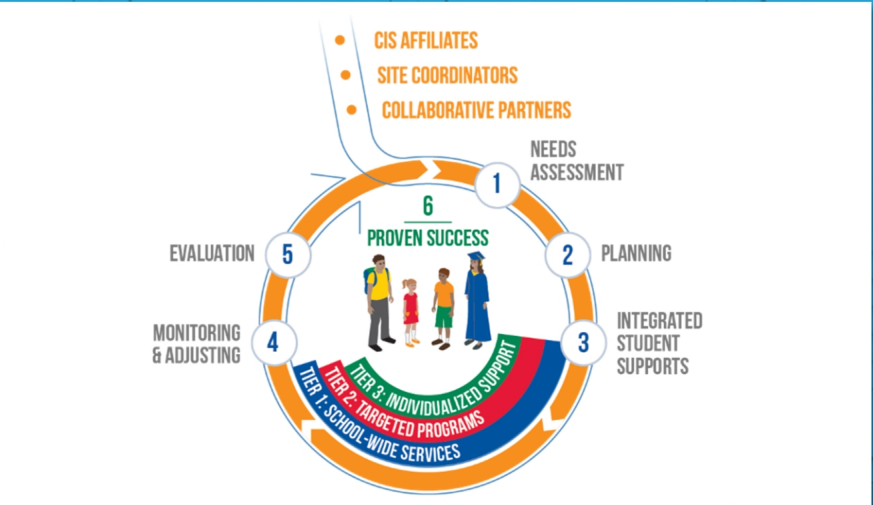 CIS AFFILIATES
SITE COORDINATORS
COLLABORATIVE PARTNERS
NEEDS
ASSESSMENT
1
6
PROVEN SUCCESS
EVALUATION
5
2
PLANNING
MONITORING
& ADJUSTING
4
3
INTEGRATED
STUDENT
SUPPORTS
TIER 3: INDIVIDUALIZED SUPPORT
TIER 2: TARGETED PROGRAMS
TIER 1: SCHOOL-WIDE SERVICES